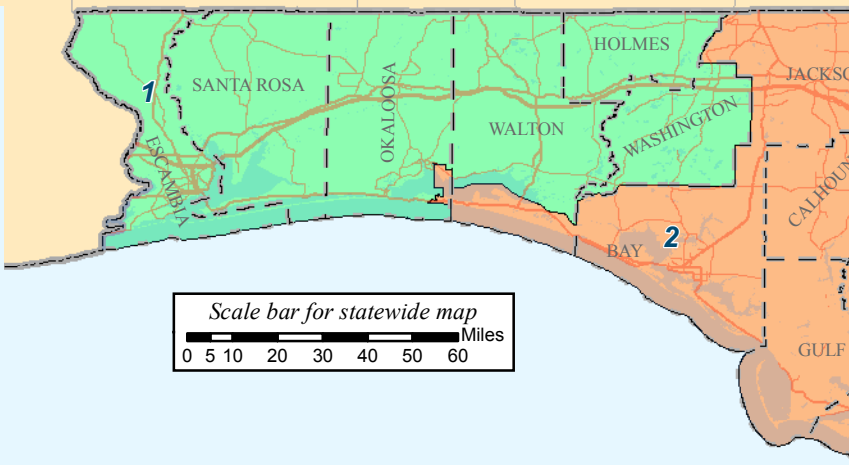 HOLMES
JACKSO
1
SANTA ROSA
OKALOOSA
WALTON
WASHINGTON
ESCAMBIA
CALHOUN
BAY
2
Scale bar for statewide map
Miles
0 5 10 20 30 40 50 60
GULF